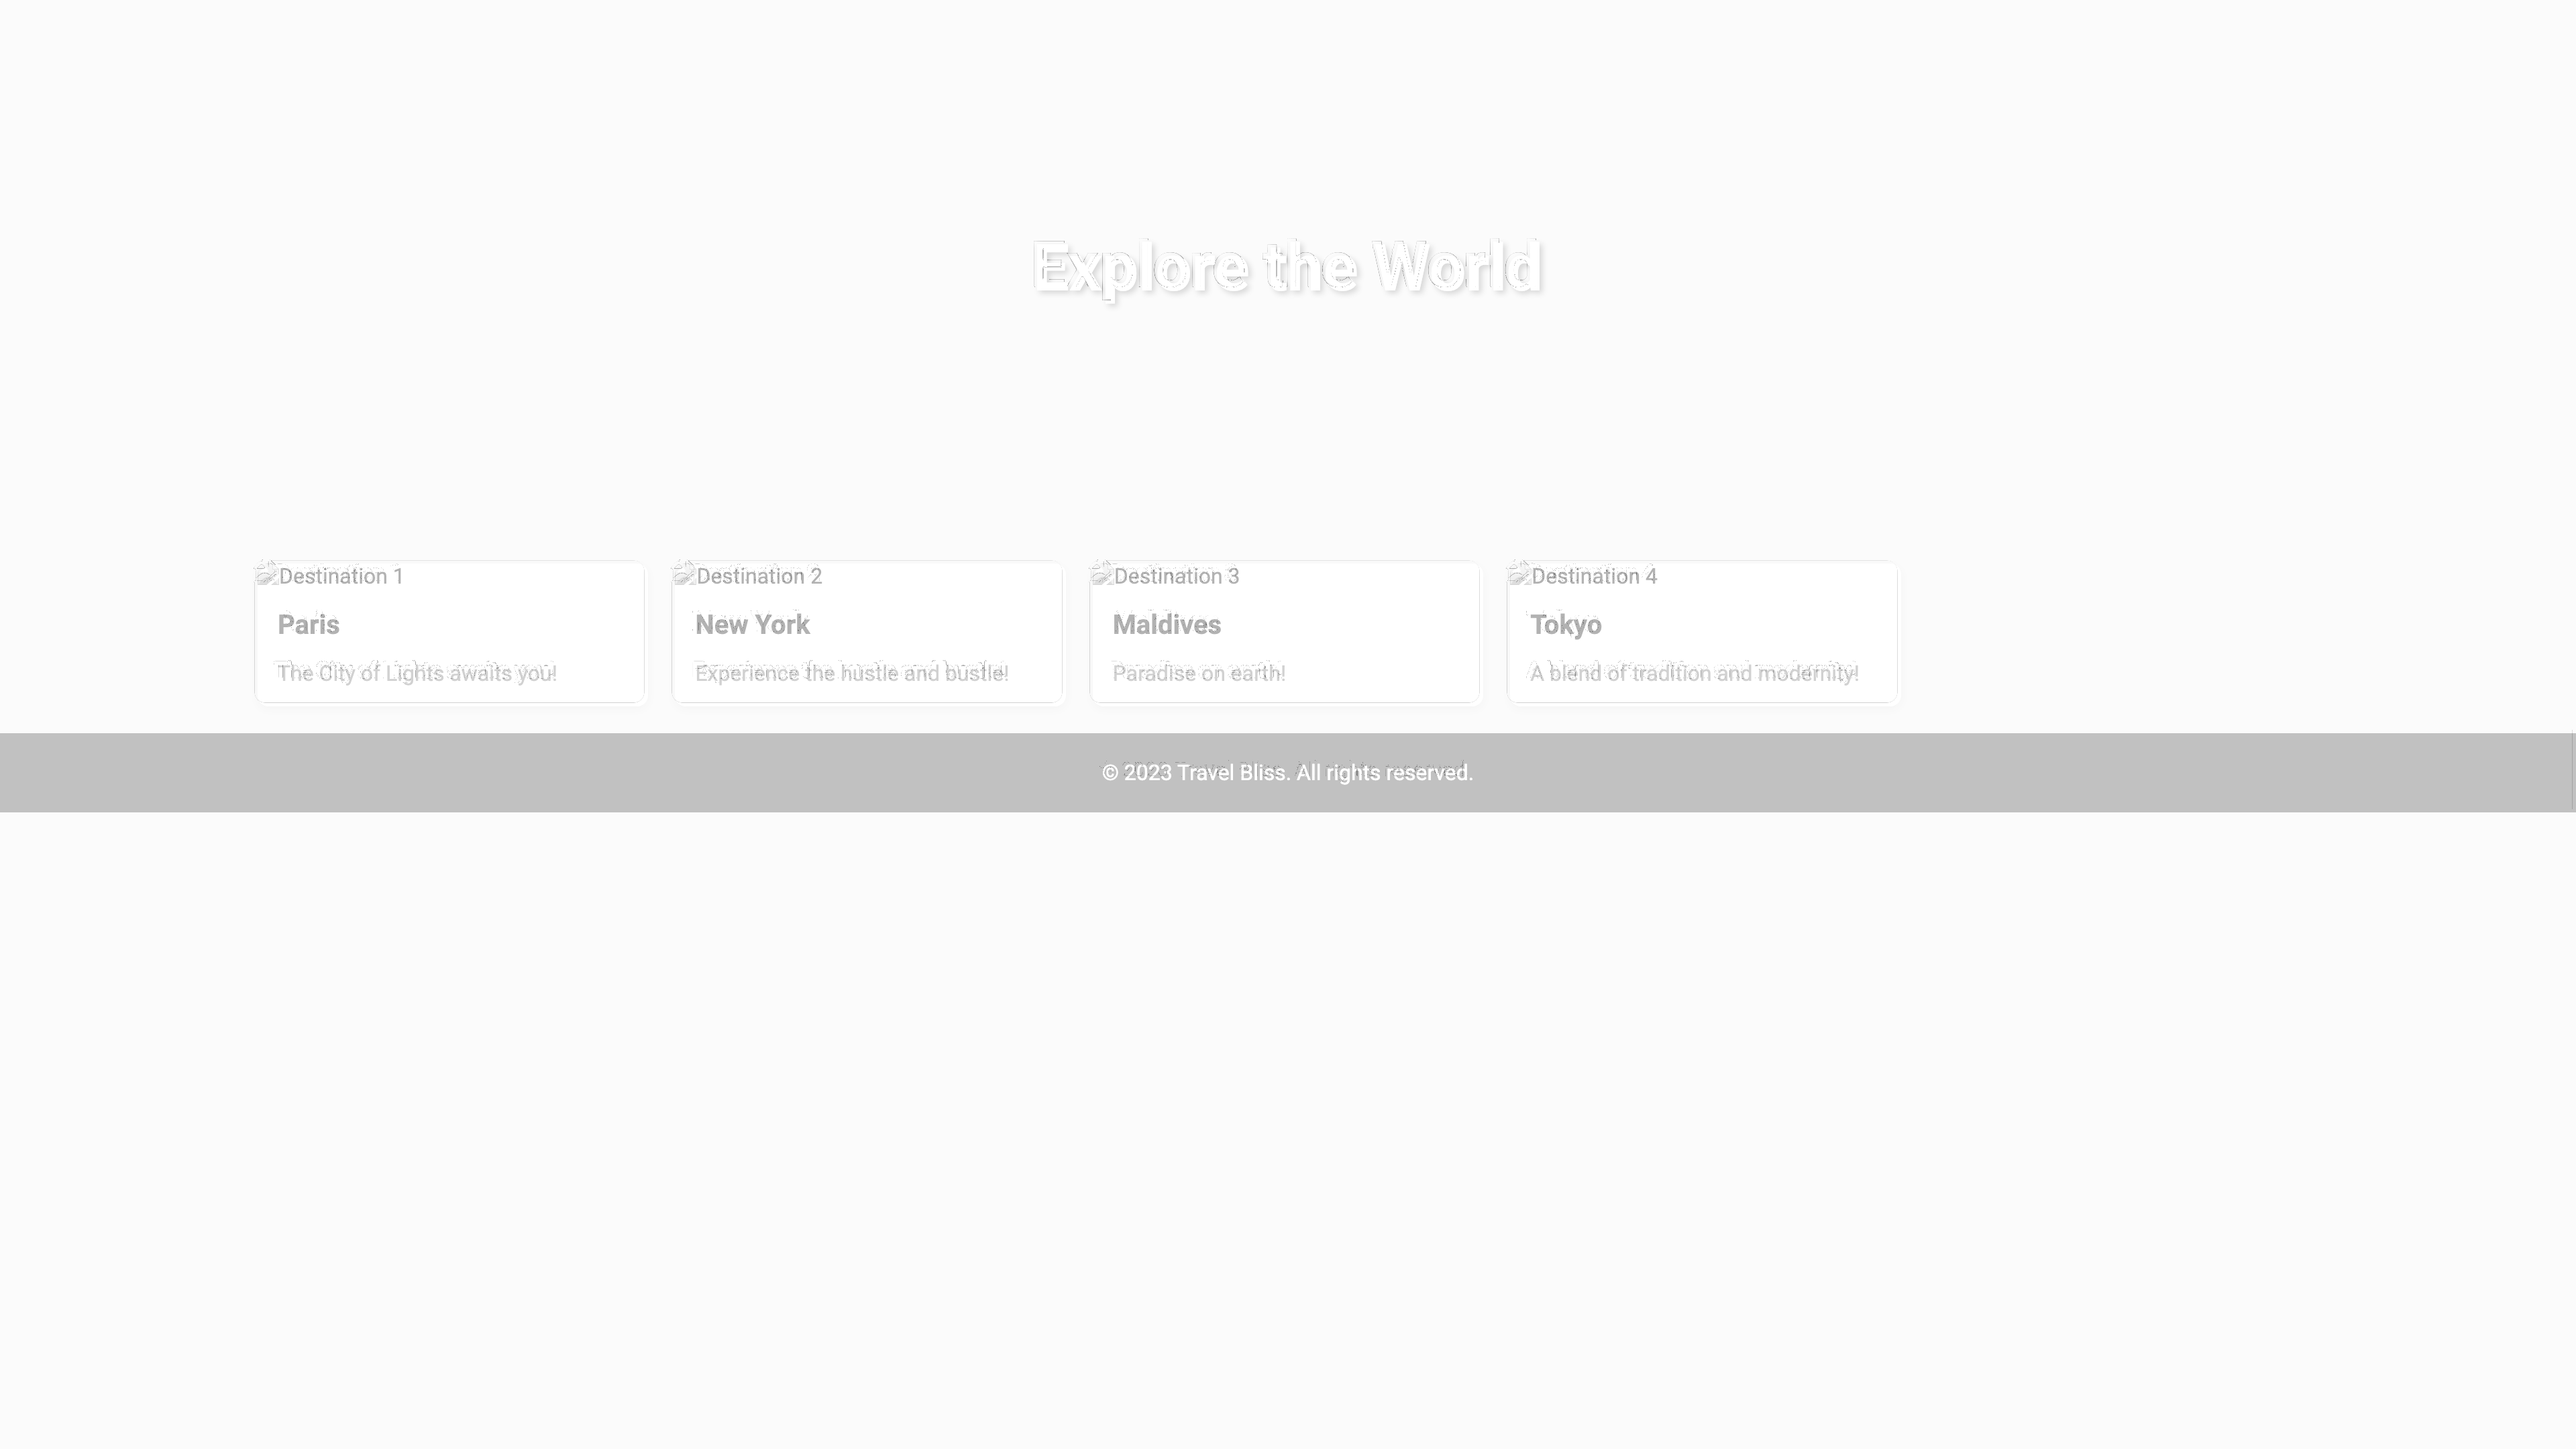 Explore the World
Destination 1
Paris
The City of Lights awaits you!
Destination 2
New York
Experience the hustle and bustle!
Destination 3
Maldives
Paradise on earth!
Destination 4
Tokyo
A blend of tradition and modernity!
© 2023 Travel Bliss. All rights reserved.